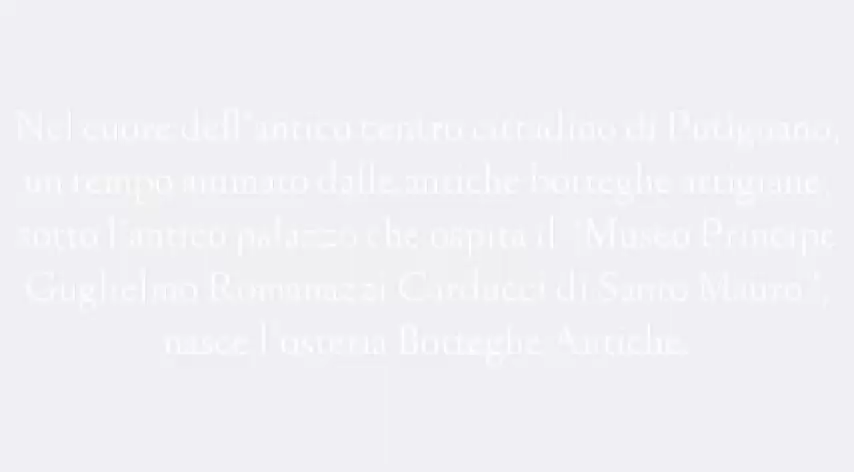 Nel cuore dell'antico centro cittadino di Putignano,
un tempo animato dalle antiche botteghe artigiane,
sotto l'antico palazzo che ospita il "Museo Principe
Guglielmo Romanazzi Carducci di Santo Mauro",
nasce l'osteria Botteghe Antiche.